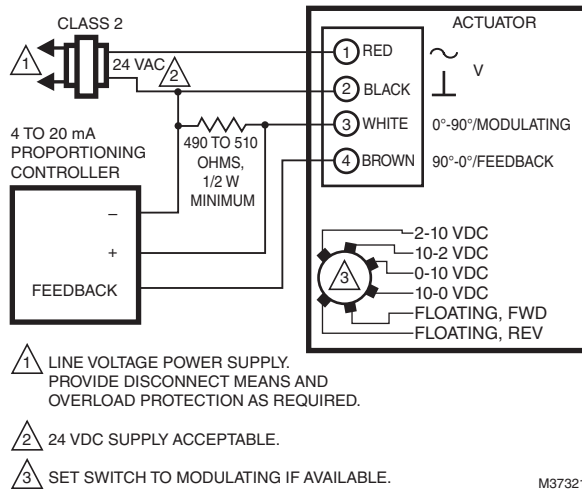 CLASS 2
ACTUATOR
1 RED
24 VAC
1
2
V
2 BLACK
3 WHITE
0°-90°/MODULATING
4 TO 20 mA
PROPORTIONING
CONTROLLER
490 TO 510
OHMS,
1/2 W
MINIMUM
4 BROWN
90°-0°/FEEDBACK
–
+
FEEDBACK
3
2-10 VDC
10-2 VDC
0-10 VDC
10-0 VDC
FLOATING, FWD
FLOATING, REV
1 LINE VOLTAGE POWER SUPPLY.
PROVIDE DISCONNECT MEANS AND
OVERLOAD PROTECTION AS REQUIRED.
2 24 VDC SUPPLY ACCEPTABLE.
3 SET SWITCH TO MODULATING IF AVAILABLE.